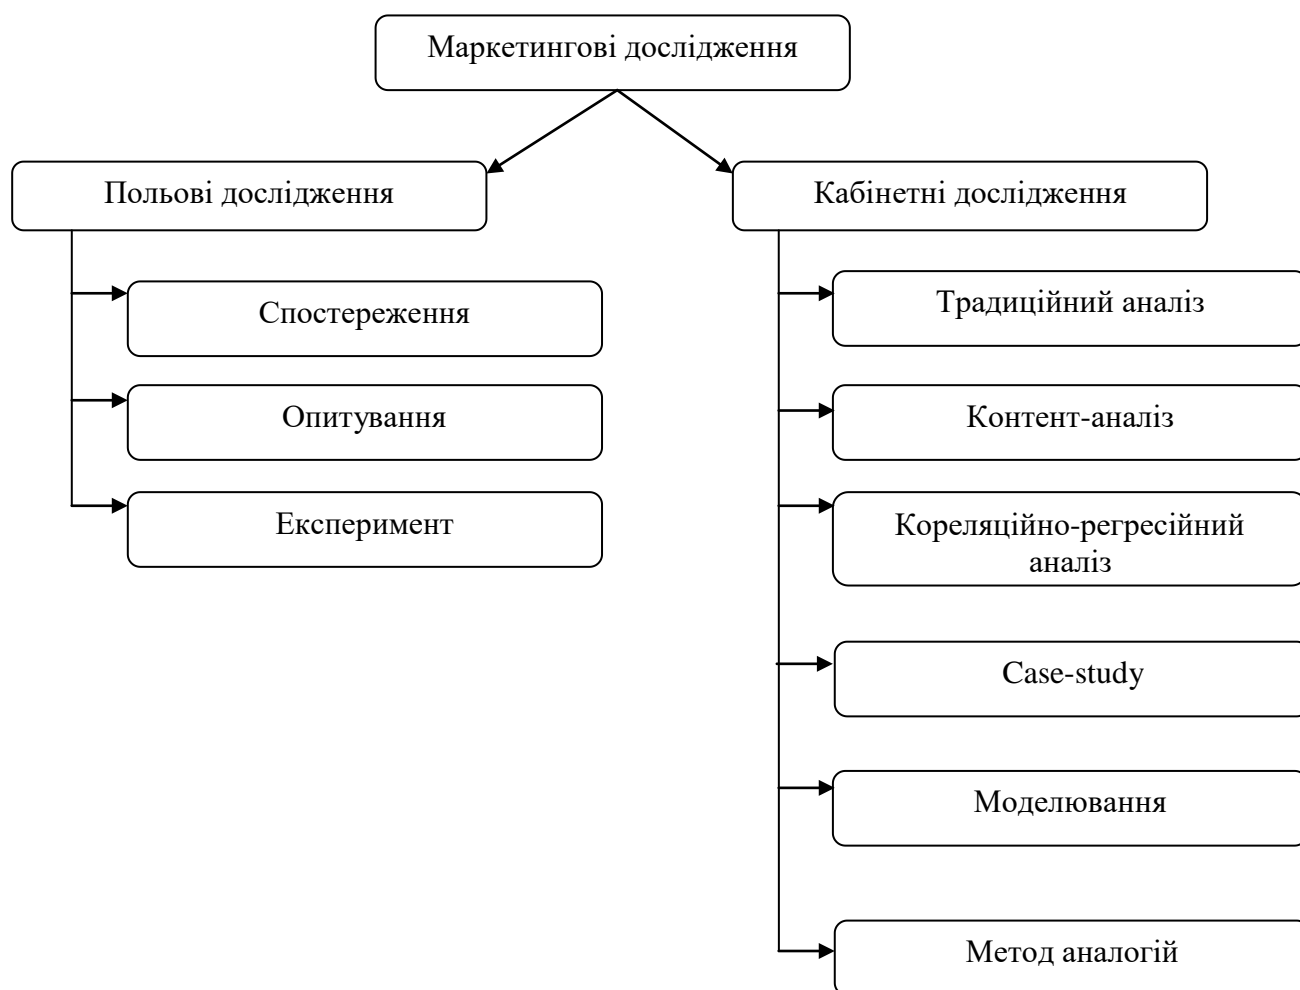 Маркетингові дослідження
Польові дослідження
Кабінетні дослідження
Спостереження
Опитування
Експеримент
Традиційний аналіз
Контент-аналіз
Кореляційно-регресійний
аналіз
Case-study
Моделювання
Метод аналогій